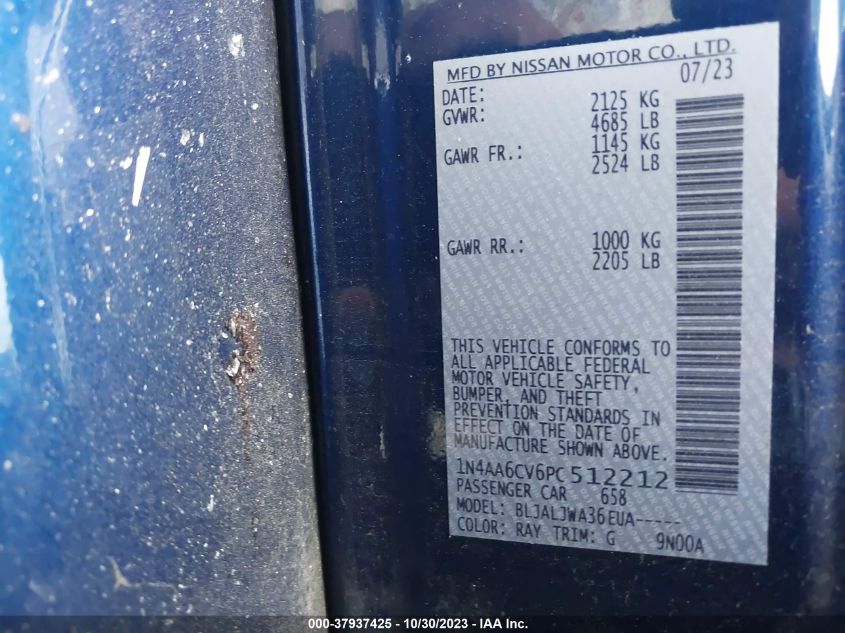 MFD BY NISSAN MOTOR CO., LTD.
DATE: 07/23
GVWR: 2125 KG
4685 LB
GAWR FR.: 1145 KG
2524 LB
GAWR RR.: 1000 KG
2205 LB
THIS VEHICLE CONFORMS TO
ALL APPLICABLE FEDERAL
MOTOR VEHICLE SAFETY,
BUMPER, AND THEFT
PREVENTION STANDARDS IN
EFFECT ON THE DATE OF
MANUFACTURE SHOWN ABOVE.
1N4AA6CV6PC512212
PASSENGER CAR 658
MODEL: BLJALJWA36EUA-----
COLOR: RAY TRIM: G 9N00A
000-37937425 - 10/30/2023 - IAA Inc.